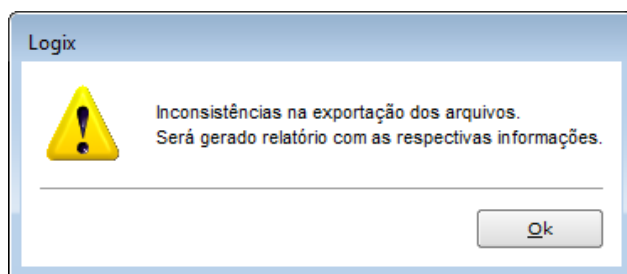 Logix
Inconsistências na exportação dos arquivos.
Será gerado relatório com as respectivas informações.
Ok